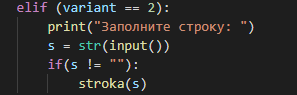 elif (variant == 2):
print("Заполните строку: ")
s = str(input())
if(s != ""):
stroka(s)